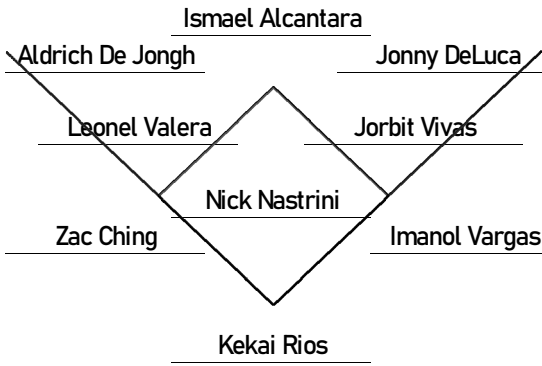 Ismael Alcantara
Aldrich De Jongh
Jonny DeLuca
Leonel Valera
Jorbit Vivas
Nick Nastrini
Zac Ching
Imanol Vargas
Kekai Rios